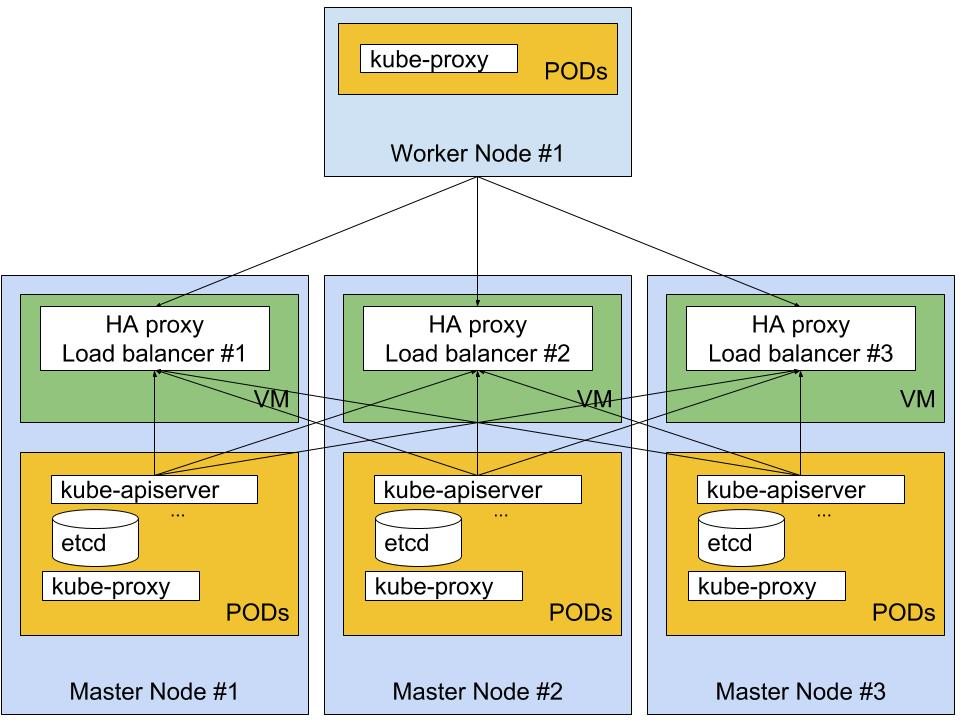 kube-proxy
PODs
Worker Node #1
HA proxy
Load balancer #1
VM
HA proxy
Load balancer #2
VM
HA proxy
Load balancer #3
VM
kube-apiserver
...
etcd
kube-proxy
PODs
Master Node #1
kube-apiserver
...
etcd
kube-proxy
PODs
Master Node #2
kube-apiserver
...
etcd
kube-proxy
PODs
Master Node #3